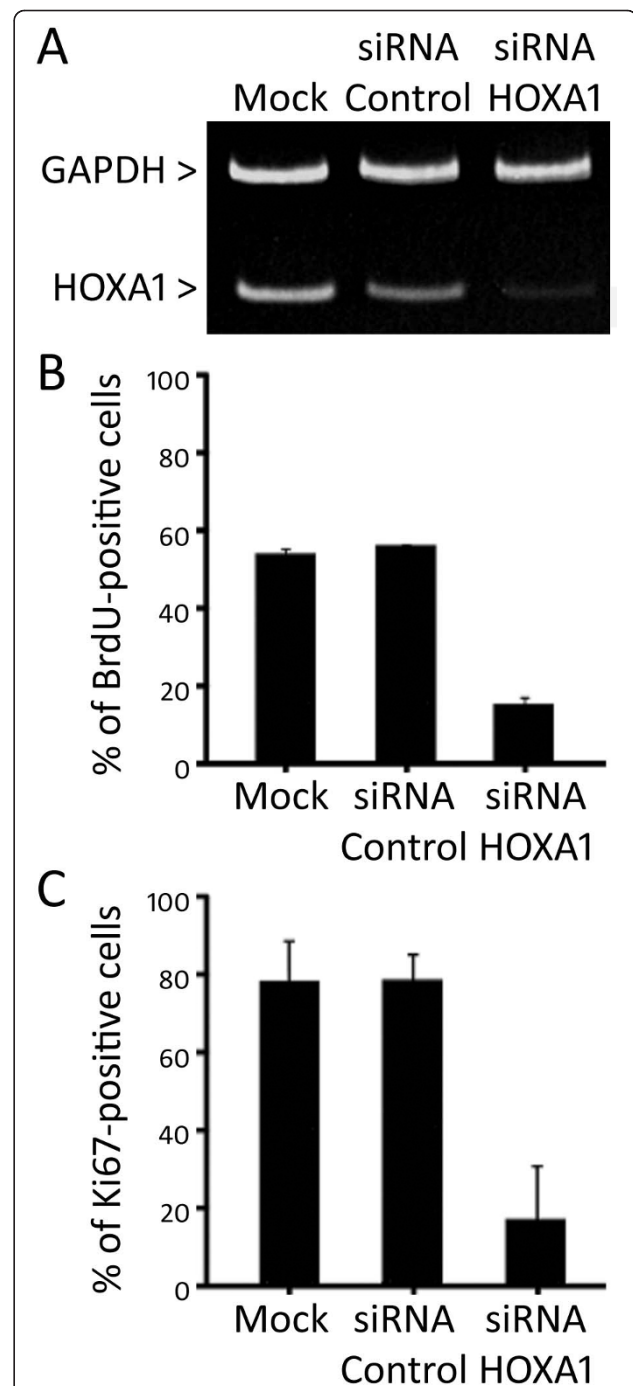 A
siRNA siRNA
Mock Control HOXA1
GAPDH >
HOXA1 >
B
% of BrdU-positive cells
100
80
60
40
20
0
Mock siRNA siRNA
Control HOXA1
C
% of Ki67-positive cells
100
80
60
40
20
0
Mock siRNA siRNA
Control HOXA1